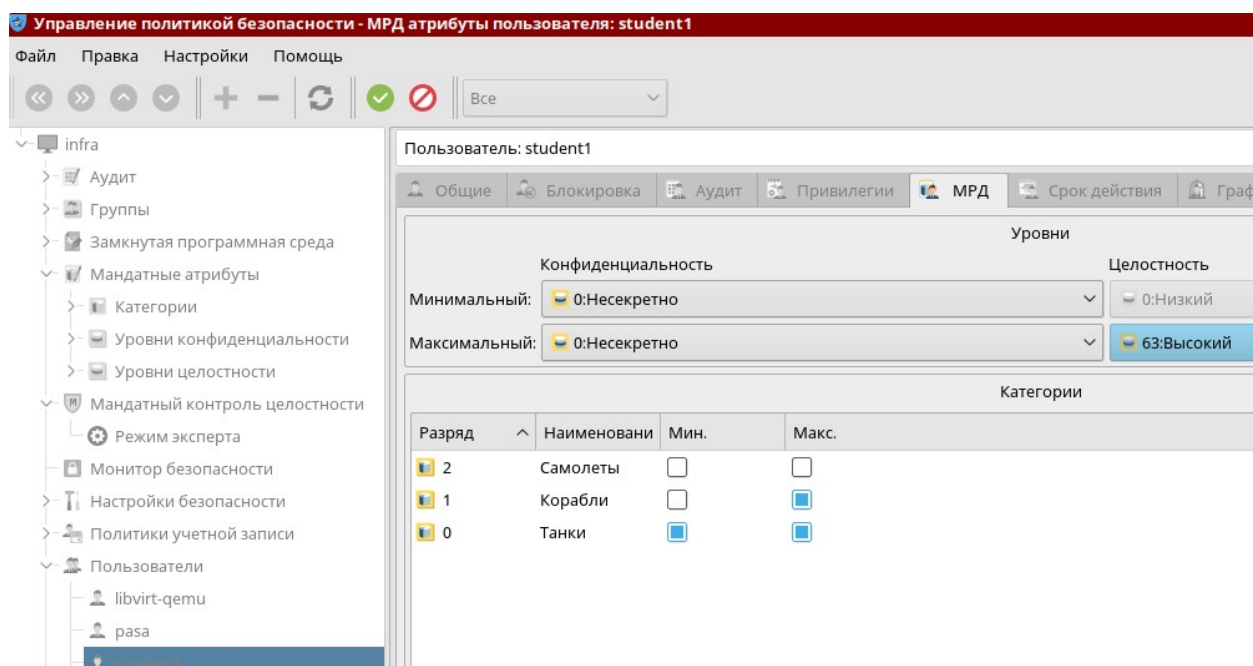 Управление политикой безопасности - МРД атрибуты пользователя: student1
Файл Правка Настройки Помощь
Все
infra
Аудит
Группы
Замкнутая программная среда
Мандатные атрибуты
Категории
Уровни конфиденциальности
Уровни целостности
Мандатный контроль целостности
Режим эксперта
Монитор безопасности
Настройки безопасности
Политики учетной записи
Пользователи
libvirt-qemu
pasa
Пользователь: student1
Общие Блокировка Аудит Привилегии МРД Срок действия Граф
Уровни
Конфиденциальность Целостность
Минимальный: 0:Несекретно 0:Низкий
Максимальный: 0:Несекретно 63:Высокий
Категории
Разряд Наименовани Мин. Макс.
2 Самолеты
1 Корабли
0 Танки